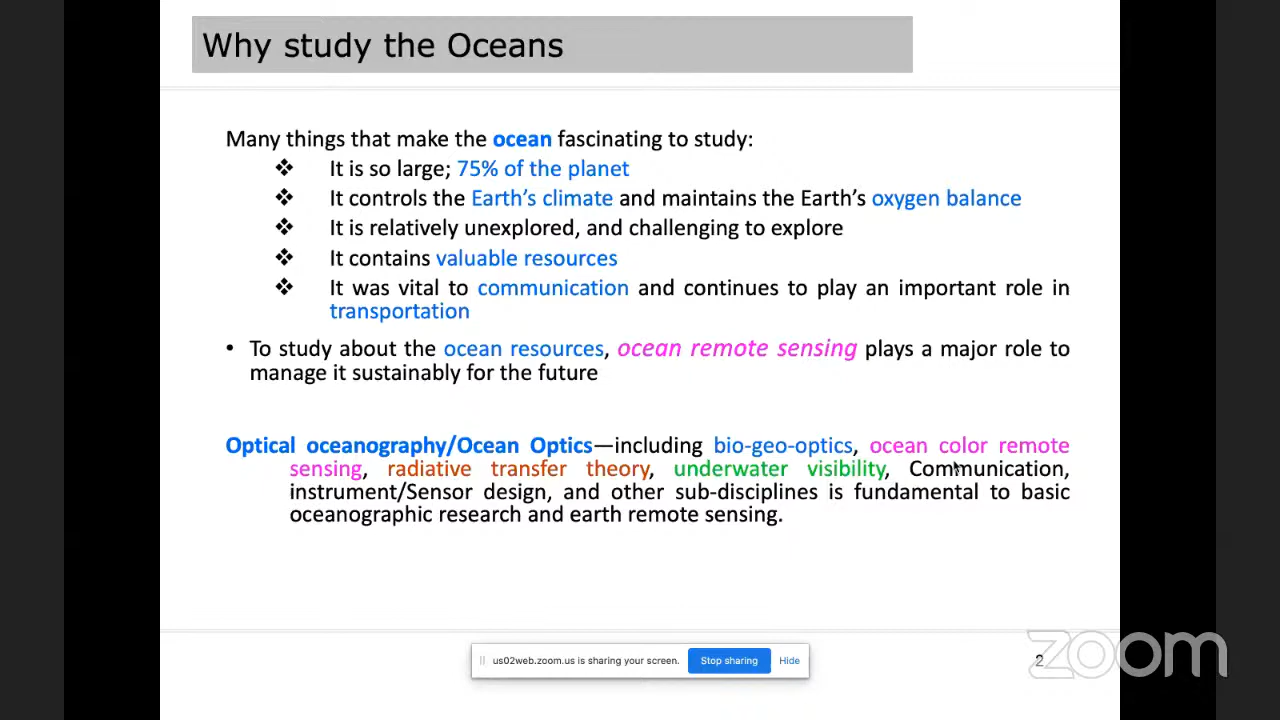 Why study the Oceans
Many things that make the ocean fascinating to study:
❖ It is so large; 75% of the planet
❖ It controls the Earth's climate and maintains the Earth's oxygen balance
❖ It is relatively unexplored, and challenging to explore
❖ It contains valuable resources
❖ It was vital to communication and continues to play an important role in
transportation
• To study about the ocean resources, ocean remote sensing plays a major role to
manage it sustainably for the future
Optical oceanography/Ocean Optics—including bio-geo-optics, ocean color remote
sensing, radiative transfer theory, underwater visibility, Communication,
instrument/Sensor design, and other sub-disciplines is fundamental to basic
oceanographic research and earth remote sensing.
us02web.zoom.us is sharing your screen. Stop sharing Hide
2
zoom